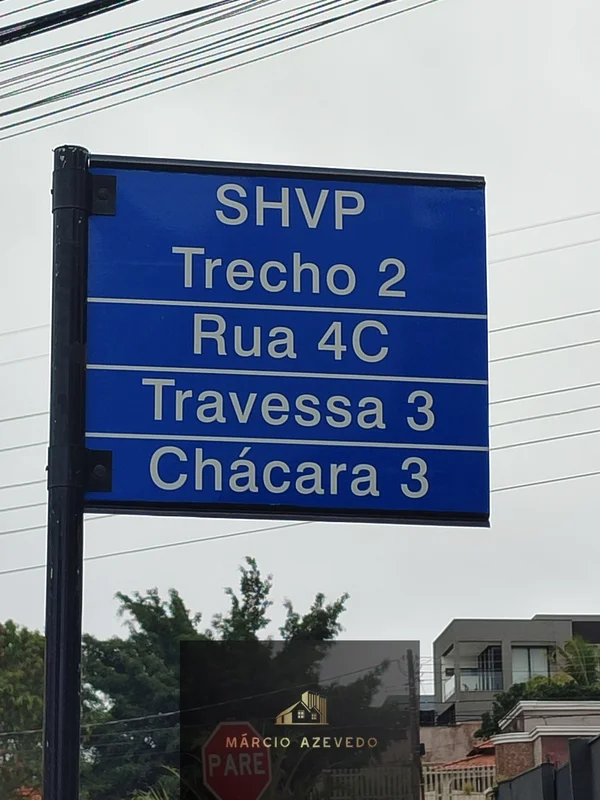 SHVP
Trecho 2
Rua 4C
Travessa 3
Chácara 3
MÁRCIO AZEVEDO
PARE